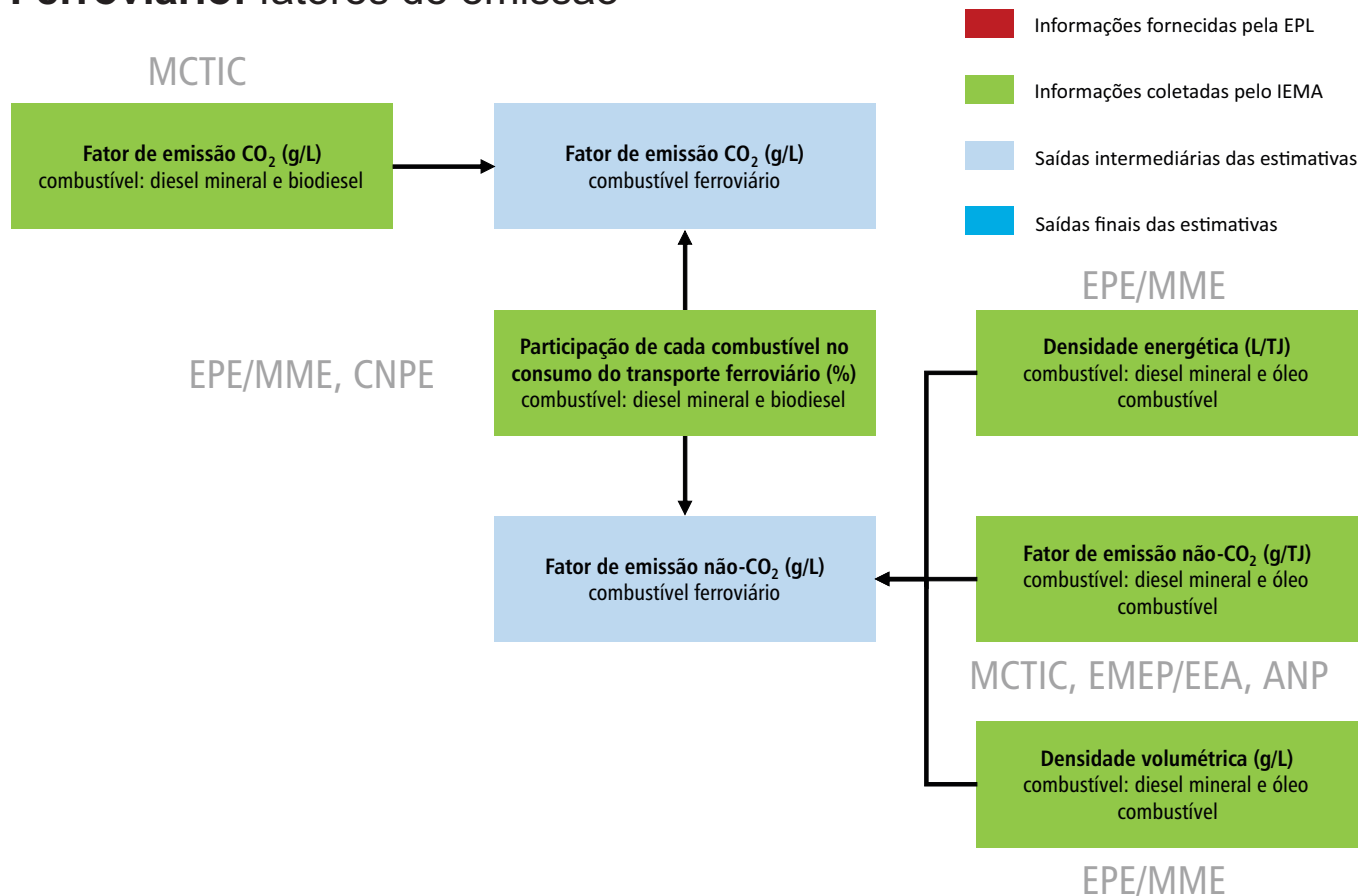 Ferroviário: fatores de emissão
Informações fornecidas pela EPL
Informações coletadas pelo IEMA
Saídas intermediárias das estimativas
Saídas finais das estimativas
MCTIC
Fator de emissão CO₂ (g/L)
combustível: diesel mineral e biodiesel
Fator de emissão CO₂ (g/L)
combustível ferroviário
EPE/MME, CNPE
Participação de cada combustível no
consumo do transporte ferroviário (%)
combustível: diesel mineral e biodiesel
EPE/MME
Densidade energética (L/TJ)
combustível: diesel mineral e óleo
combustível
Fator de emissão não-CO₂ (g/L)
combustível ferroviário
Fator de emissão não-CO₂ (g/TJ)
combustível: diesel mineral e óleo
combustível
MCTIC, EMEP/EEA, ANP
Densidade volumétrica (g/L)
combustível: diesel mineral e óleo
combustível
EPE/MME